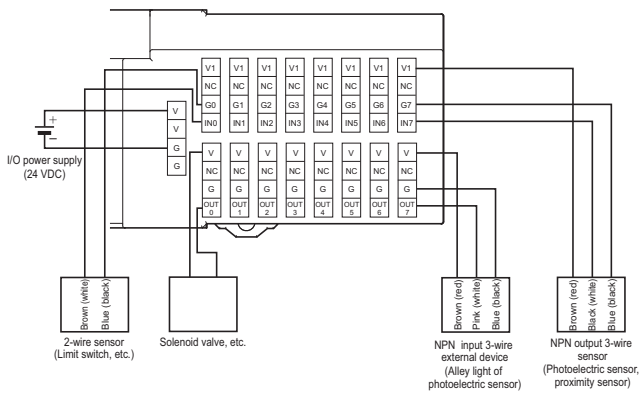 V1 V1 V1 V1 V1 V1 V1 V1
NC NC NC NC NC NC NC NC
G0 G1 G2 G3 G4 G5 G6 G7
IN0 IN1 IN2 IN3 IN4 IN5 IN6 IN7
V
V
G
G
+
−
I/O power supply
(24 VDC)
V V V V V V V V
NC NC NC NC NC NC NC NC
G G G G G G G G
OUT 0 OUT 1 OUT 2 OUT 3 OUT 4 OUT 5 OUT 6 OUT 7
Brown (white)
Blue (black)
2-wire sensor
(Limit switch, etc.)
Solenoid valve, etc.
Brown (red)
Pink (white)
Blue (black)
NPN input 3-wire
external device
(Alley light of
photoelectric sensor)
Brown (red)
Black (white)
Blue (black)
NPN output 3-wire
sensor
(Photoelectric sensor,
proximity sensor)